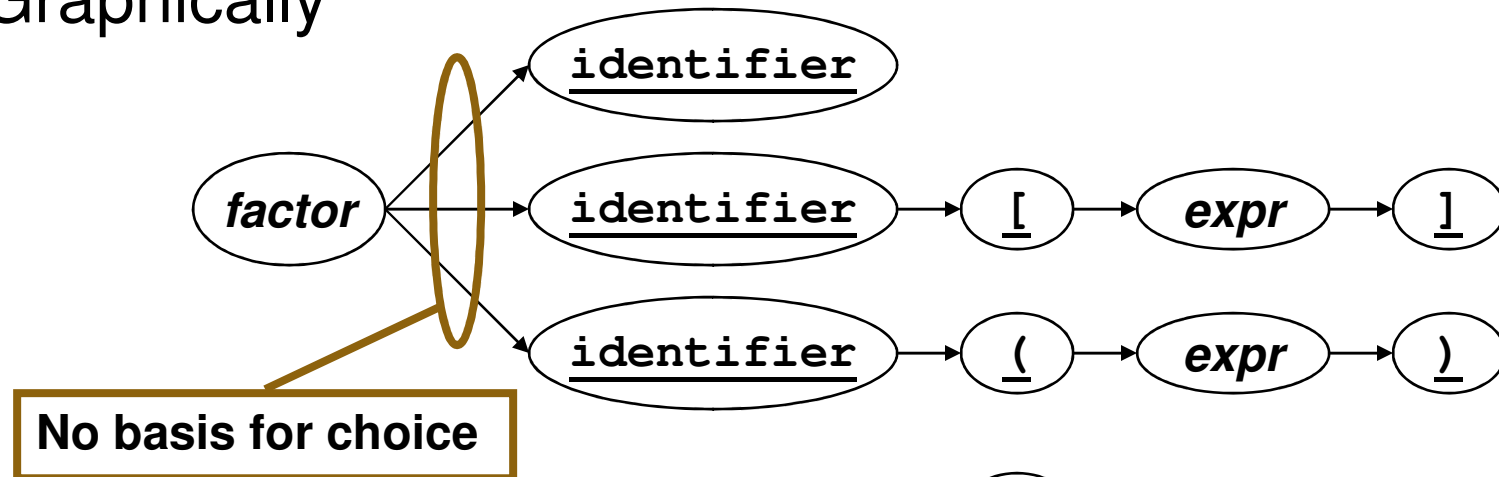 Graphically
identifier
factor identifier [ expr ]
identifier ( expr )
No basis for choice